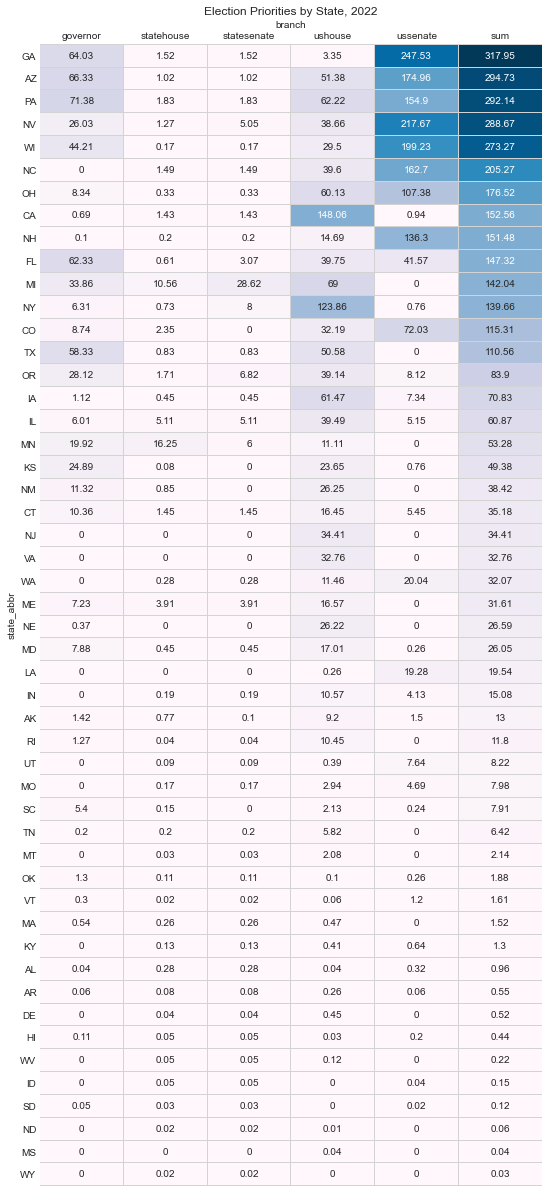 Election Priorities by State, 2022
branch
governor statehouse statesenate ushouse ussenate sum
GA 64.03 1.52 1.52 3.35 247.53 317.95
AZ 66.33 1.02 1.02 51.38 174.96 294.73
PA 71.38 1.83 1.83 62.22 154.9 292.14
NV 26.03 1.27 5.05 38.66 217.67 288.67
WI 44.21 0.17 0.17 29.5 199.23 273.27
NC 0 1.49 1.49 39.6 162.7 205.27
OH 8.34 0.33 0.33 60.13 107.38 176.52
CA 0.69 1.43 1.43 148.06 0.94 152.56
NH 0.1 0.2 0.2 14.69 136.3 151.48
FL 62.33 0.61 3.07 39.75 41.57 147.32
MI 33.86 10.56 28.62 69 0 142.04
NY 6.31 0.73 8 123.86 0.76 139.66
CO 8.74 2.35 0 32.19 72.03 115.31
TX 58.33 0.83 0.83 50.58 0 110.56
OR 28.12 1.71 6.82 39.14 8.12 83.9
IA 1.12 0.45 0.45 61.47 7.34 70.83
IL 6.01 5.11 5.11 39.49 5.15 60.87
MN 19.92 16.25 6 11.11 0 53.28
KS 24.89 0.08 0 23.65 0.76 49.38
NM 11.32 0.85 0 26.25 0 38.42
CT 10.36 1.45 1.45 16.45 5.45 35.18
NJ 0 0 0 34.41 0 34.41
VA 0 0 0 32.76 0 32.76
WA 0 0.28 0.28 11.46 20.04 32.07
state_abbr
ME 7.23 3.91 3.91 16.57 0 31.61
NE 0.37 0 0 26.22 0 26.59
MD 7.88 0.45 0.45 17.01 0.26 26.05
LA 0 0 0 0.26 19.28 19.54
IN 0 0.19 0.19 10.57 4.13 15.08
AK 1.42 0.77 0.1 9.2 1.5 13
RI 1.27 0.04 0.04 10.45 0 11.8
UT 0 0.09 0.09 0.39 7.64 8.22
MO 0 0.17 0.17 2.94 4.69 7.98
SC 5.4 0.15 0 2.13 0.24 7.91
TN 0.2 0.2 0.2 5.82 0 6.42
MT 0 0.03 0.03 2.08 0 2.14
OK 1.3 0.11 0.11 0.1 0.26 1.88
VT 0.3 0.02 0.02 0.06 1.2 1.61
MA 0.54 0.26 0.26 0.47 0 1.52
KY 0 0.13 0.13 0.41 0.64 1.3
AL 0.04 0.28 0.28 0.04 0.32 0.96
AR 0.06 0.08 0.08 0.26 0.06 0.55
DE 0 0.04 0.04 0.45 0 0.52
HI 0.11 0.05 0.05 0.03 0.2 0.44
WV 0 0.05 0.05 0.12 0 0.22
ID 0 0.05 0.05 0 0.04 0.15
SD 0.05 0.03 0.03 0 0.02 0.12
ND 0 0.02 0.02 0.01 0 0.06
MS 0 0 0 0.04 0 0.04
WY 0 0.02 0.02 0 0 0.03